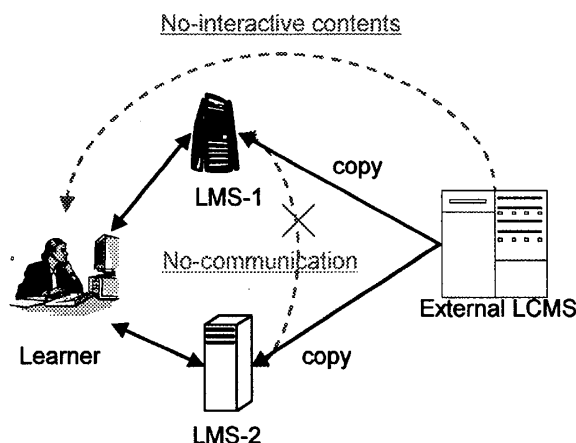 No-interactive contents
copy
LMS-1
No-communication
External LCMS
Learner
copy
LMS-2